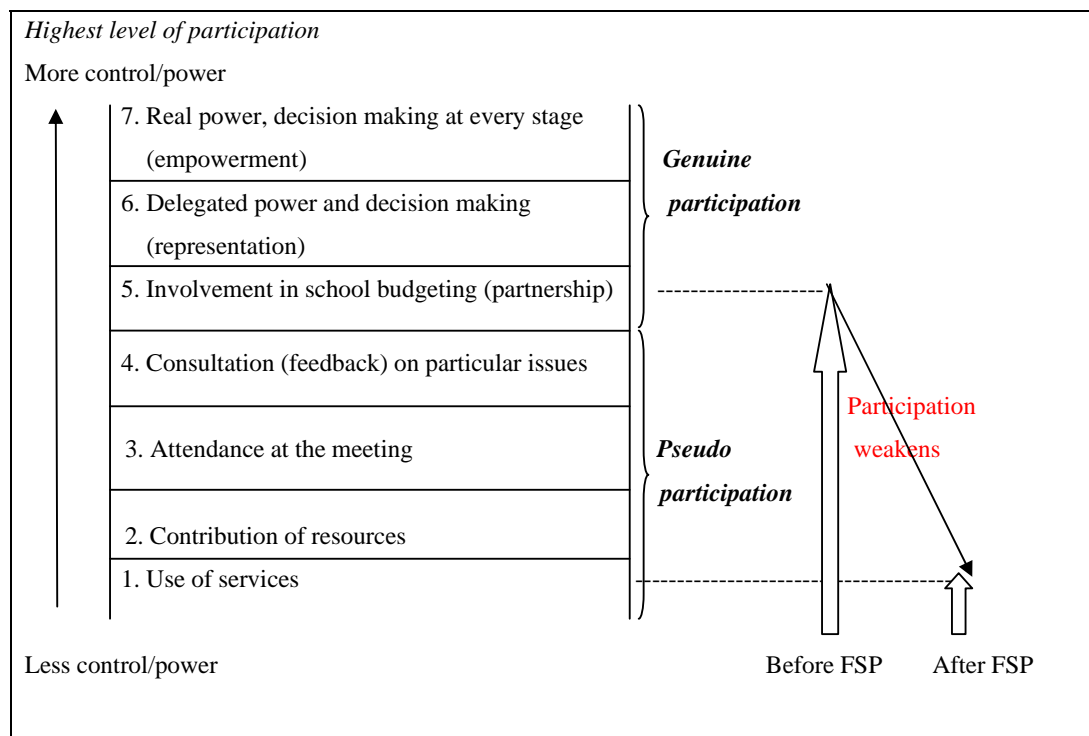 Highest level of participation
More control/power
7. Real power, decision making at every stage
(empowerment)
Genuine
participation
6. Delegated power and decision making
(representation)
5. Involvement in school budgeting (partnership)
4. Consultation (feedback) on particular issues
Participation
weakens
3. Attendance at the meeting
Pseudo
participation
2. Contribution of resources
1. Use of services
Less control/power
Before FSP
After FSP